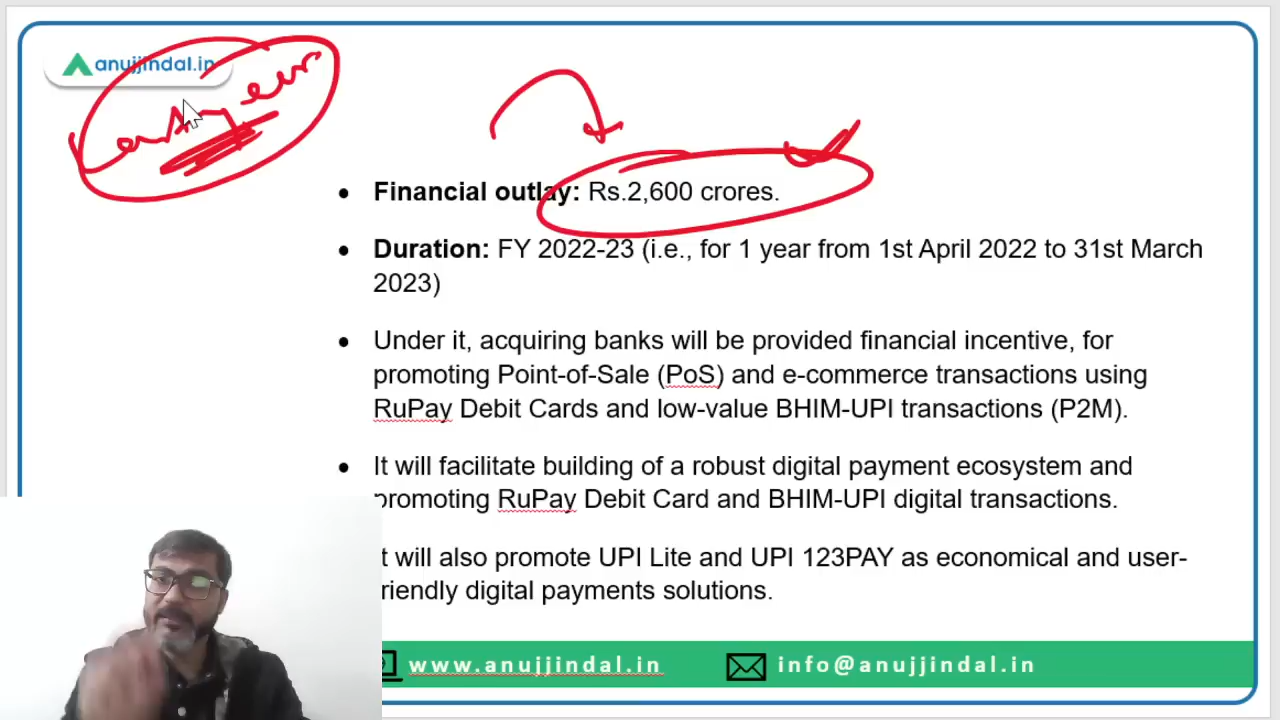 anujjindal.in
Financial outlay: Rs.2,600 crores.
Duration: FY 2022-23 (i.e., for 1 year from 1st April 2022 to 31st March
2023)
Under it, acquiring banks will be provided financial incentive, for
promoting Point-of-Sale (PoS) and e-commerce transactions using
RuPay Debit Cards and low-value BHIM-UPI transactions (P2M).
It will facilitate building of a robust digital payment ecosystem and
promoting RuPay Debit Card and BHIM-UPI digital transactions.
t will also promote UPI Lite and UPI 123PAY as economical and user-
riendly digital payments solutions.
www.anujjindal.in
info@anujjindal.in